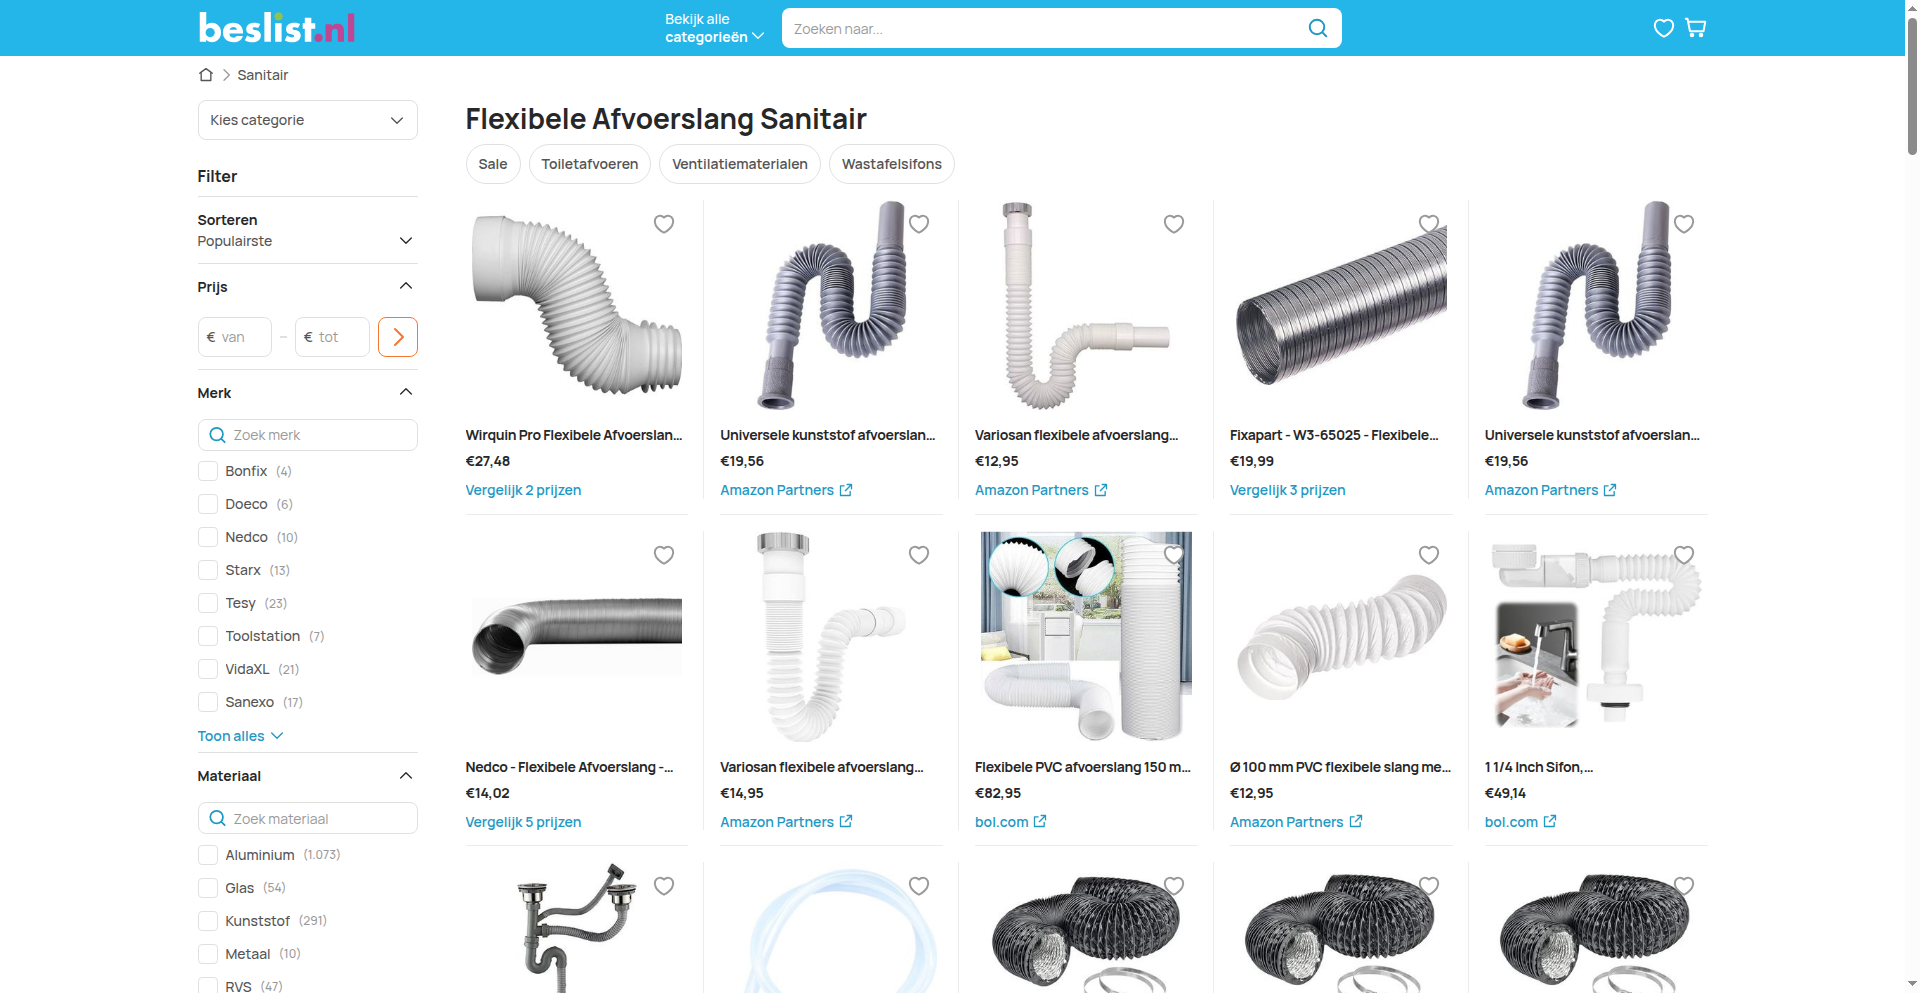 beslist.nl
Bekijk alle
categorieën
Zoeken naar...
Sanitair
Kies categorie
Filter
Sorteren
Populairste
Prijs
€ van – € tot
Merk
Zoek merk
Bonfix (4)
Doeco (6)
Nedco (10)
Starx (13)
Tesy (23)
Toolstation (7)
VidaXL (21)
Sanexo (17)
Toon alles
Materiaal
Zoek materiaal
Aluminium (1.073)
Glas (54)
Kunststof (291)
Metaal (10)
RVS (47)
Flexibele Afvoerslang Sanitair
Sale
Toiletafvoeren
Ventilatiematerialen
Wastafelsifons
Wirquin Pro Flexibele Afvoerslan...
€27,48
Vergelijk 2 prijzen
Universele kunststof afvoerslan...
€19,56
Amazon Partners
Variosan flexibele afvoerslang...
€12,95
Amazon Partners
Fixapart - W3-65025 - Flexibele...
€19,99
Vergelijk 3 prijzen
Universele kunststof afvoerslan...
€19,56
Amazon Partners
Nedco - Flexibele Afvoerslang -...
€14,02
Vergelijk 5 prijzen
Variosan flexibele afvoerslang...
€14,95
Amazon Partners
Flexibele PVC afvoerslang 150 m...
€82,95
bol.com
Ø 100 mm PVC flexibele slang me...
€12,95
Amazon Partners
1 1/4 Inch Sifon,...
€49,14
bol.com